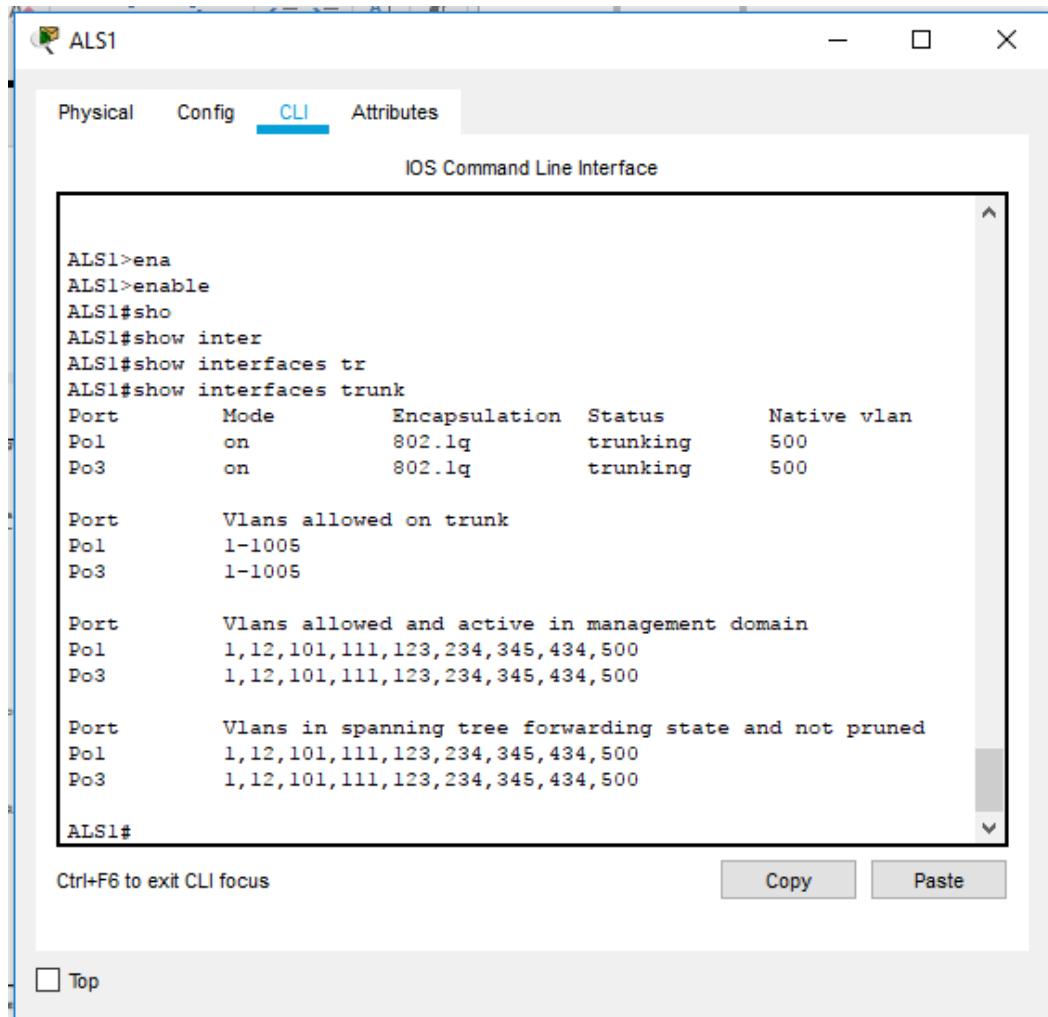 ALS1
Physical Config CLI Attributes
IOS Command Line Interface
ALS1>ena
ALS1>enable
ALS1#sho
ALS1#show inter
ALS1#show interfaces tr
ALS1#show interfaces trunk
Port Mode Encapsulation Status Native vlan
Po1 on 802.1q trunking 500
Po3 on 802.1q trunking 500
Port Vlans allowed on trunk
Po1 1-1005
Po3 1-1005
Port Vlans allowed and active in management domain
Po1 1,12,101,111,123,234,345,434,500
Po3 1,12,101,111,123,234,345,434,500
Port Vlans in spanning tree forwarding state and not pruned
Po1 1,12,101,111,123,234,345,434,500
Po3 1,12,101,111,123,234,345,434,500
ALS1#
Ctrl+F6 to exit CLI focus
Copy Paste
Top